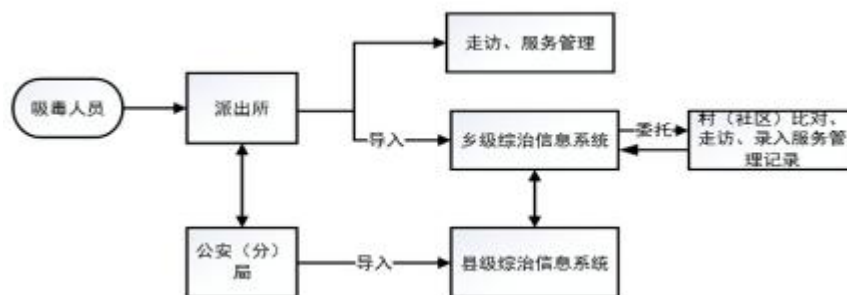 走访、服务管理
吸毒人员
派出所
导入
乡级综治信息系统
委托
村（社区）比对、
走访、录入服务管
理记录
公安（分）
局
导入
县级综治信息系统